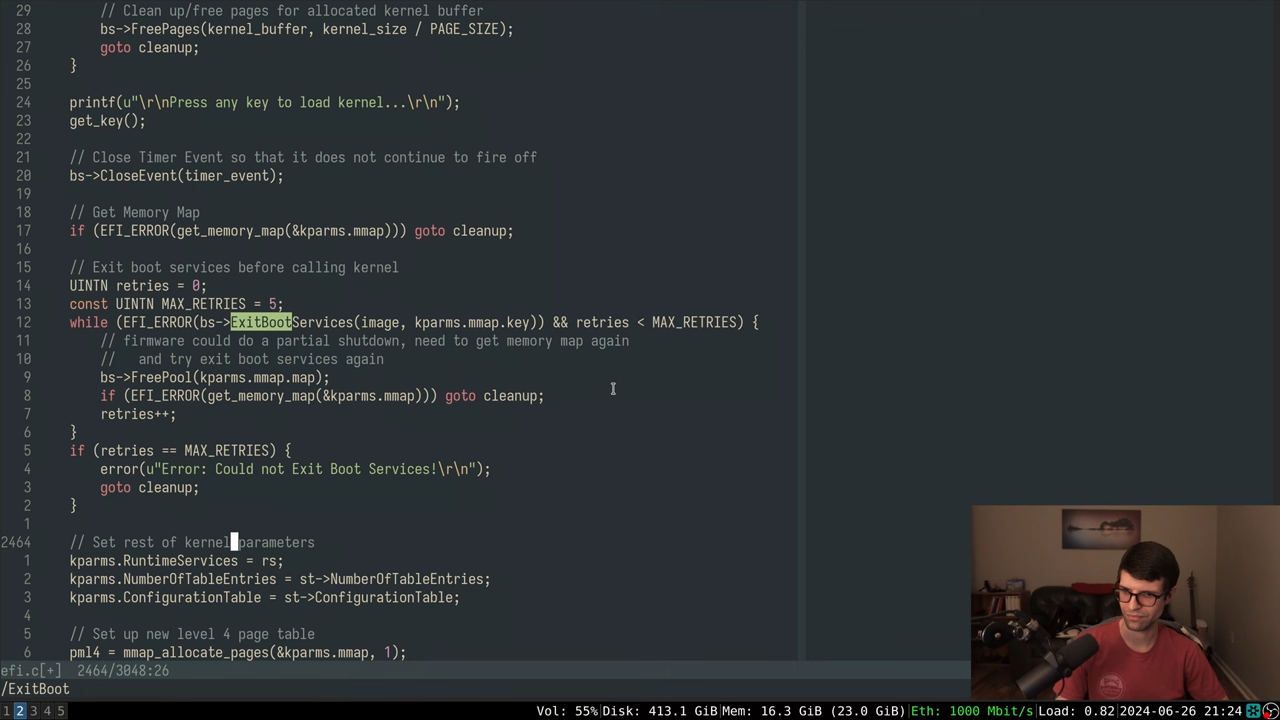 29 // Clean up/free pages for allocated kernel buffer
28 bs->FreePages(kernel_buffer, kernel_size / PAGE_SIZE);
27 goto cleanup;
26 }
25
24 printf(u"\r\nPress any key to load kernel...\r\n");
23 get_key();
22
21 // Close Timer Event so that it does not continue to fire off
20 bs->CloseEvent(timer_event);
19
18 // Get Memory Map
17 if (EFI_ERROR(get_memory_map(&kparms.mmap))) goto cleanup;
16
15 // Exit boot services before calling kernel
14 UINTN retries = 0;
13 const UINTN MAX_RETRIES = 5;
12 while (EFI_ERROR(bs->ExitBootServices(image, kparms.mmap.key)) && retries < MAX_RETRIES) {
11 // firmware could do a partial shutdown, need to get memory map again
10 //   and try exit boot services again
9 bs->FreePool(kparms.mmap.map);
8 if (EFI_ERROR(get_memory_map(&kparms.mmap))) goto cleanup;
7 retries++;
6 }
5 if (retries == MAX_RETRIES) {
4 error(u"Error: Could not Exit Boot Services!\r\n");
3 goto cleanup;
2 }
1
2464 // Set rest of kernel parameters
1 kparms.RuntimeServices = rs;
2 kparms.NumberOfTableEntries = st->NumberOfTableEntries;
3 kparms.ConfigurationTable = st->ConfigurationTable;
4
5 // Set up new level 4 page table
6 pml4 = mmap_allocate_pages(&kparms.mmap, 1);
efi.c[+] 2464/3048:26
/ExitBoot
1 2 3 4 5 Vol: 55% Disk: 413.1 GiB Mem: 16.3 GiB (23.0 GiB) Eth: 1000 Mbit/s Load: 0.82 2024-06-26 21:24